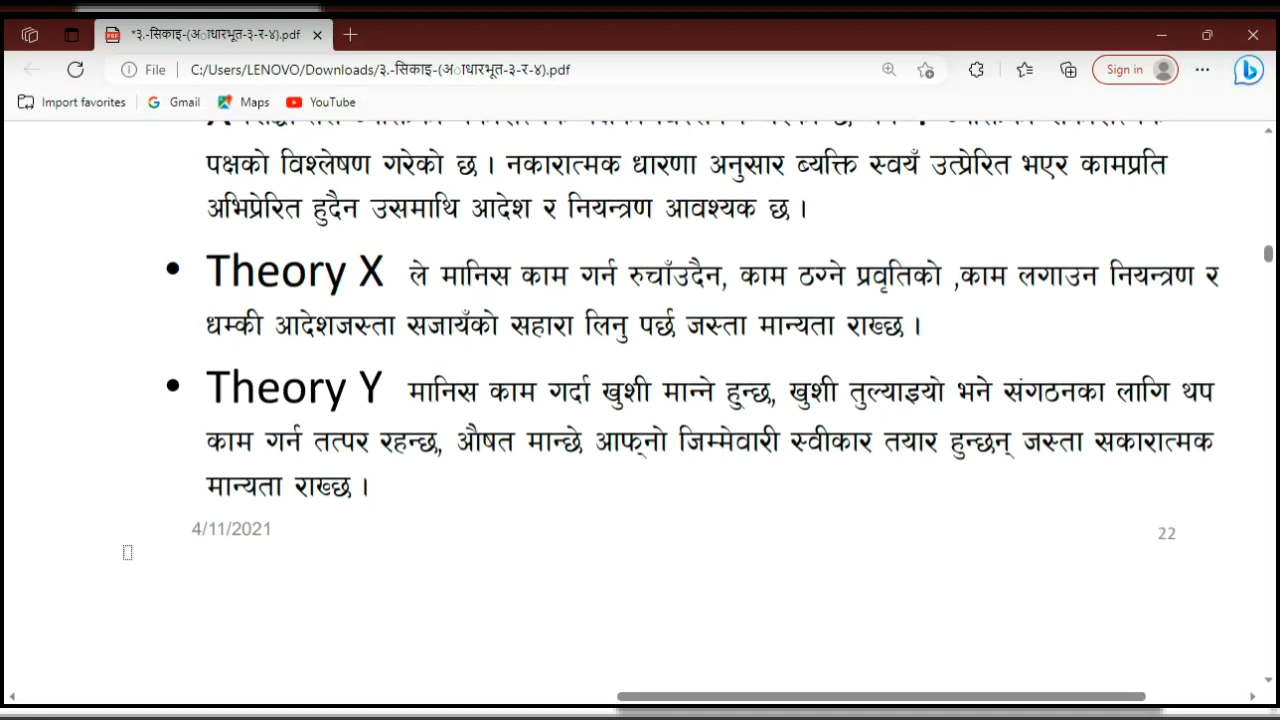 *३.-सिकाइ-(अाधारभूत-३-र-४).pdf
File C:/Users/LENOVO/Downloads/३.-सिकाइ-(अाधारभूत-३-र-४).pdf Sign in
Import favorites Gmail Maps YouTube
पक्षको विश्लेषण गरेको छ । नकारात्मक धारणा अनुसार ब्यक्ति स्वयँ उत्प्रेरित भएर कामप्रति
अभिप्रेरित हुदैन उसमाथि आदेश र नियन्त्रण आवश्यक छ ।
• Theory X ले मानिस काम गर्न रुचाँउदैन, काम ठग्ने प्रवृतिको ,काम लगाउन नियन्त्रण र
धम्की आदेशजस्ता सजायँको सहारा लिनु पर्छ जस्ता मान्यता राख्छ ।
• Theory Y मानिस काम गर्दा खुशी मान्ने हुन्छ, खुशी तुल्याइयो भने संगठनका लागि थप
काम गर्न तत्पर रहन्छ, औषत मान्छे आफ्नो जिम्मेवारी स्वीकार तयार हुन्छन् जस्ता सकारात्मक
मान्यता राख्छ ।
4/11/2021 22